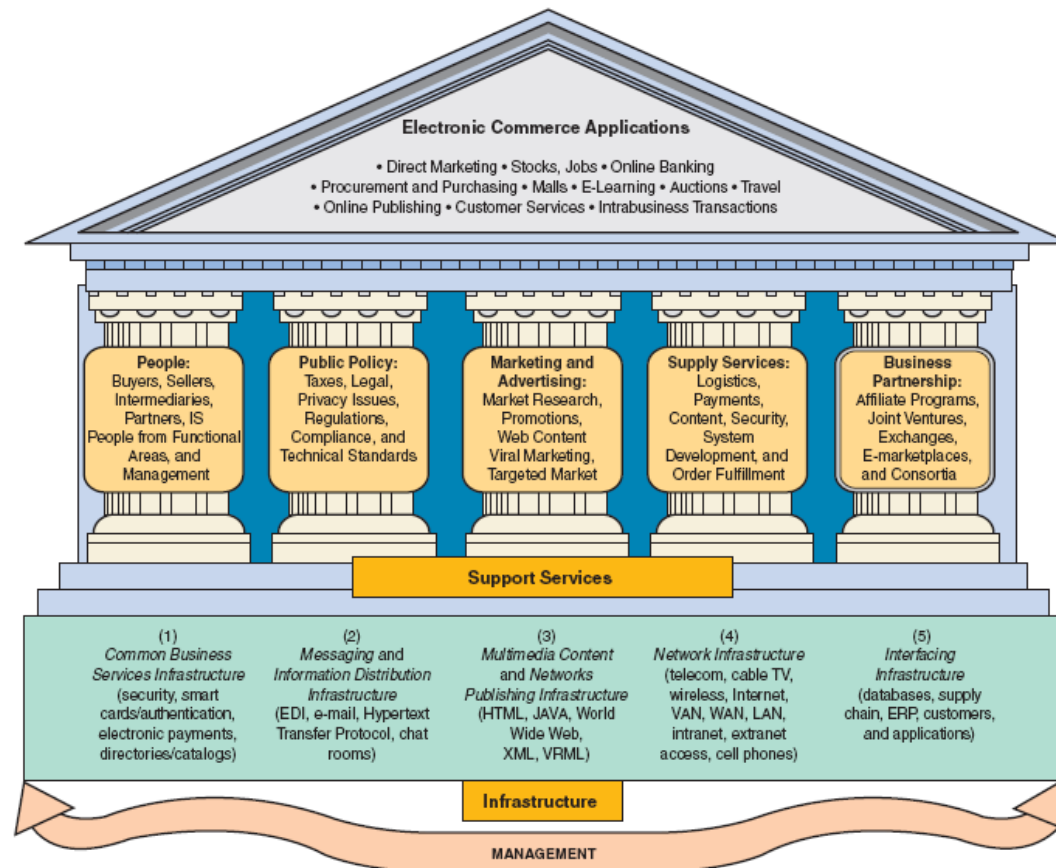 Electronic Commerce Applications
• Direct Marketing • Stocks, Jobs • Online Banking
• Procurement and Purchasing • Malls • E-Learning • Auctions • Travel
• Online Publishing • Customer Services • Intrabusiness Transactions
People:
Buyers, Sellers,
Intermediaries,
Partners, IS
People from Functional
Areas, and
Management
Public Policy:
Taxes, Legal,
Privacy Issues,
Regulations,
Compliance, and
Technical Standards
Marketing and
Advertising:
Market Research,
Promotions,
Web Content
Viral Marketing,
Targeted Market
Supply Services:
Logistics,
Payments,
Content, Security,
System
Development, and
Order Fulfillment
Business
Partnership:
Affiliate Programs,
Joint Ventures,
Exchanges,
E-marketplaces,
and Consortia
Support Services
(1)
Common Business
Services Infrastructure
(security, smart
cards/authentication,
electronic payments,
directories/catalogs)
(2)
Messaging and
Information Distribution
Infrastructure
(EDI, e-mail, Hypertext
Transfer Protocol, chat
rooms)
(3)
Multimedia Content
and Networks
Publishing Infrastructure
(HTML, JAVA, World
Wide Web,
XML, VRML)
(4)
Network Infrastructure
(telecom, cable TV,
wireless, Internet,
VAN, WAN, LAN,
intranet, extranet
access, cell phones)
(5)
Interfacing
Infrastructure
(databases, supply
chain, ERP, customers,
and applications)
Infrastructure
MANAGEMENT